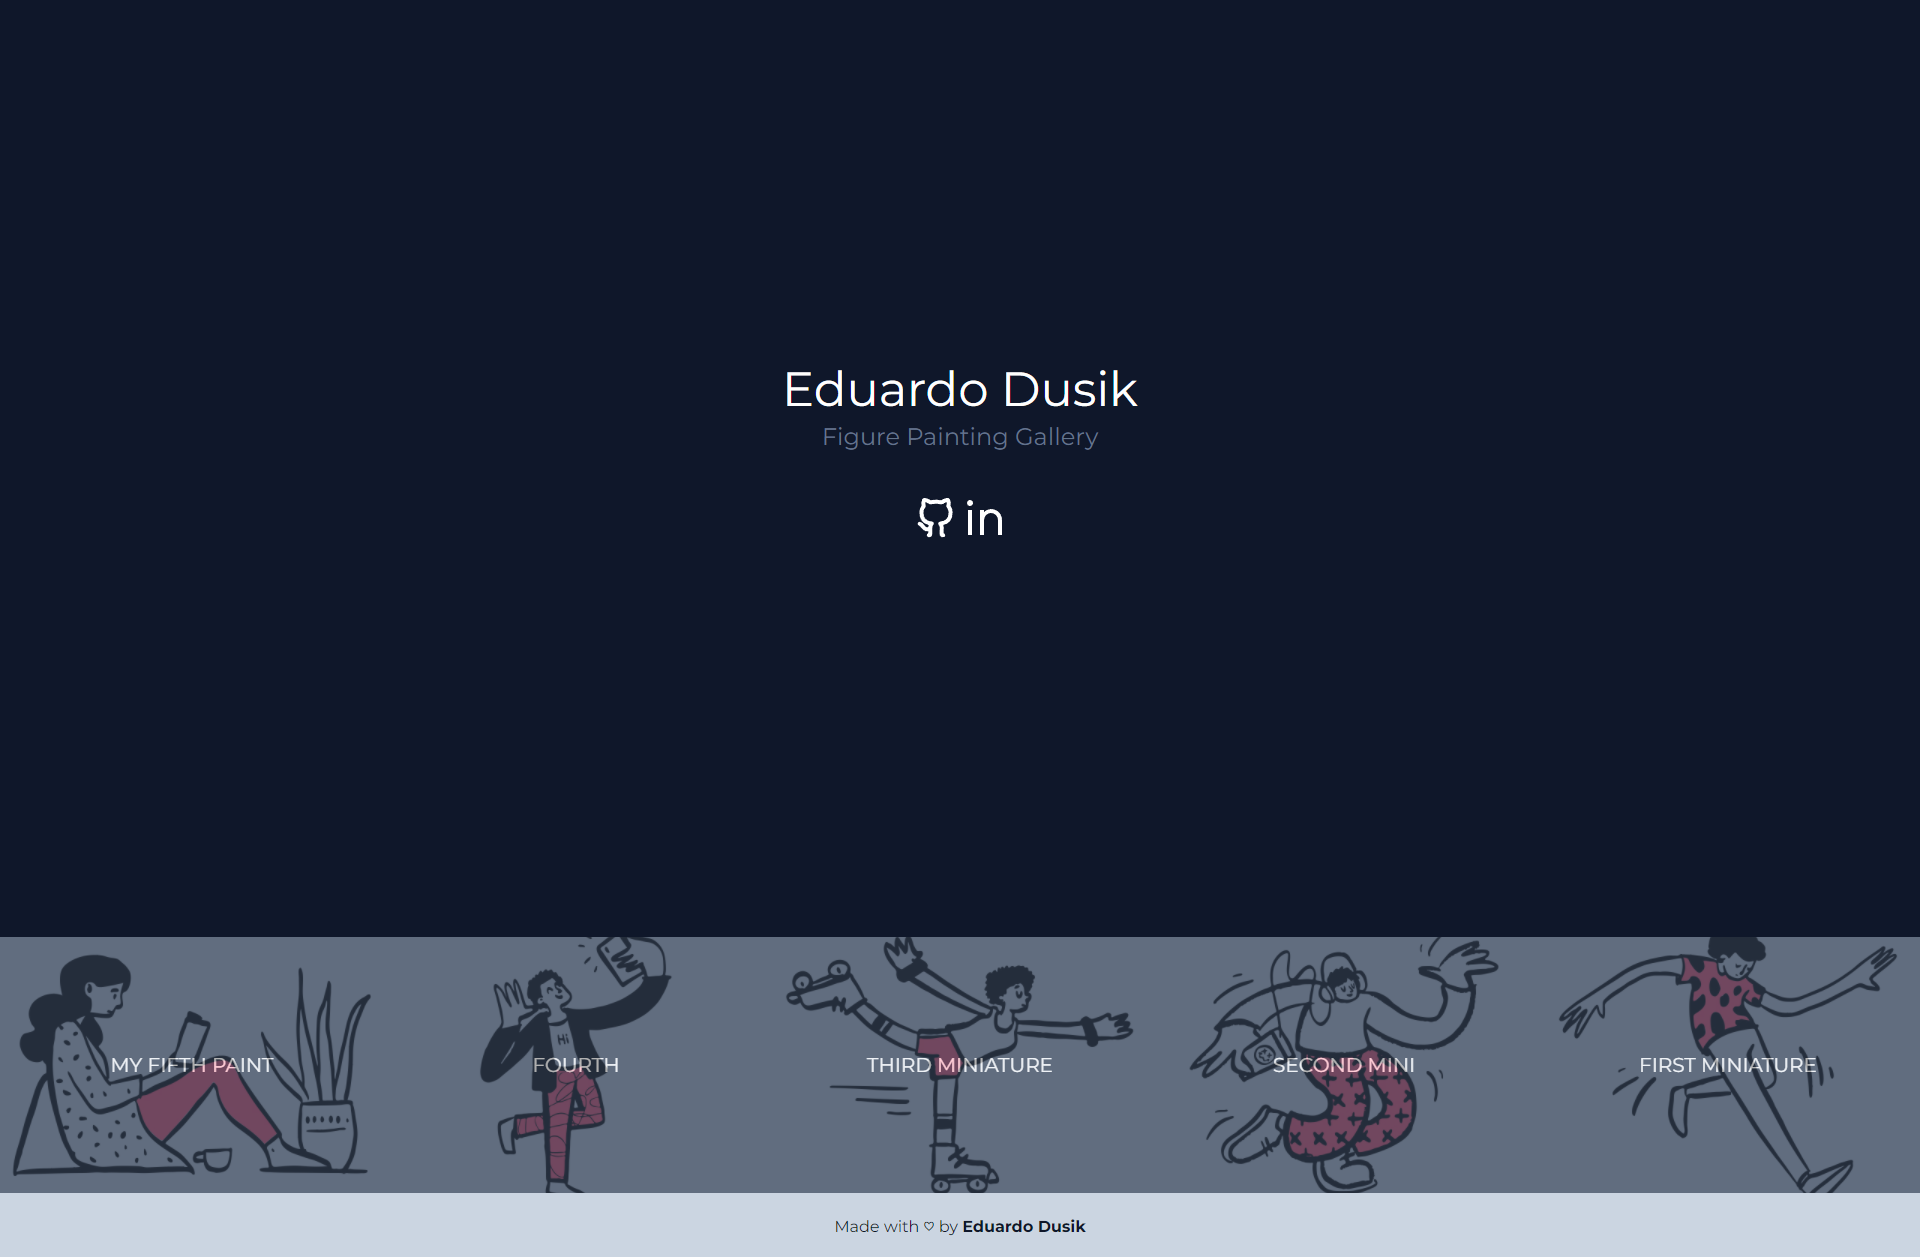 Eduardo Dusik
Figure Painting Gallery
in
Hi
MY FIFTH PAINT
FOURTH
THIRD MINIATURE
SECOND MINI
FIRST MINIATURE
Made with ♡ by Eduardo Dusik